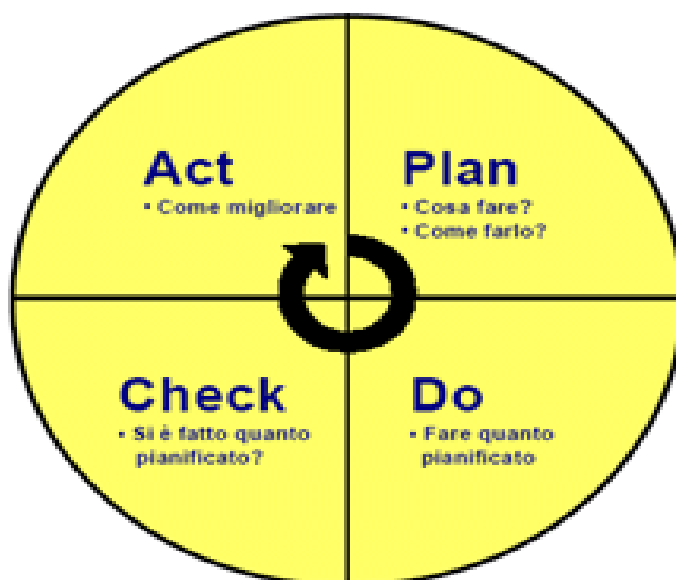 Act
• Come migliorare
Plan
• Cosa fare?
• Come farlo?
Check
• Si è fatto quanto
pianificato?
Do
• Fare quanto
pianificato